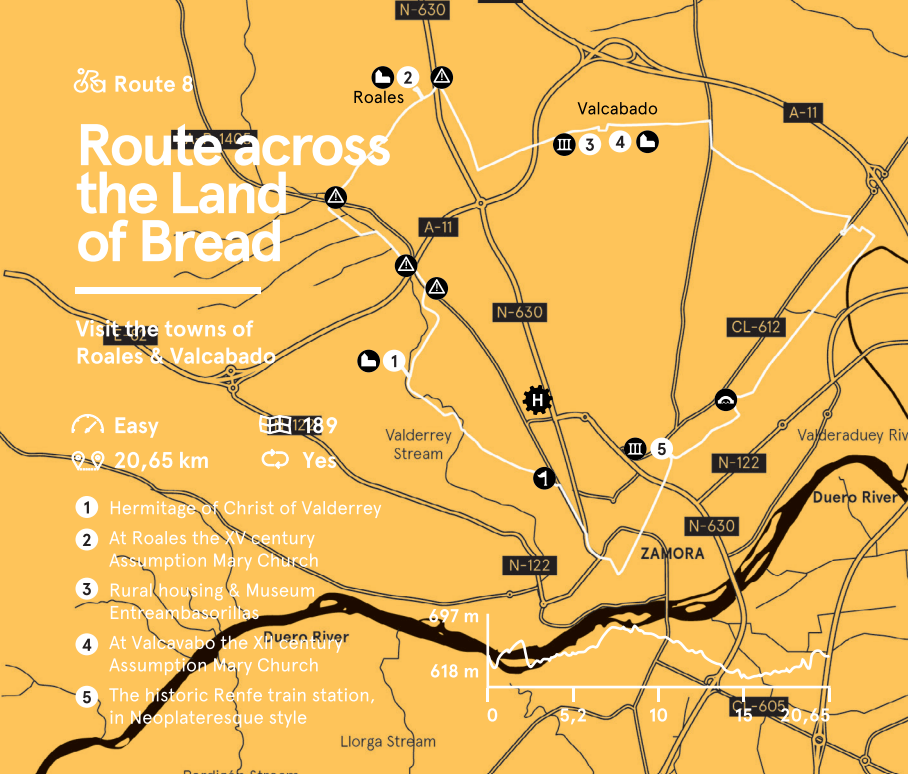 Route 8
Route across
the Land
of Bread
Visit the towns of
Roales & Valcabado
Easy
189
20,65 km
Yes
1 Hermitage of Christ of Valderrey
2 At Roales the XV century
Assumption Mary Church
3 Rural housing & Museum
Entreambasorillas
4 At Valcavabo the XII century
Assumption Mary Church
5 The historic Renfe train station,
in Neoplateresque style
N-630
2
Roales
Valcabado
3
4
A-11
A-11
N-630
CL-612
1
H
Valderrey
Stream
5
Valderaduey Riv
N-122
Duero River
N-630
ZAMORA
N-122
Duero River
697 m
618 m
0
5,2
10
15
20,65
CL-605
Llorga Stream